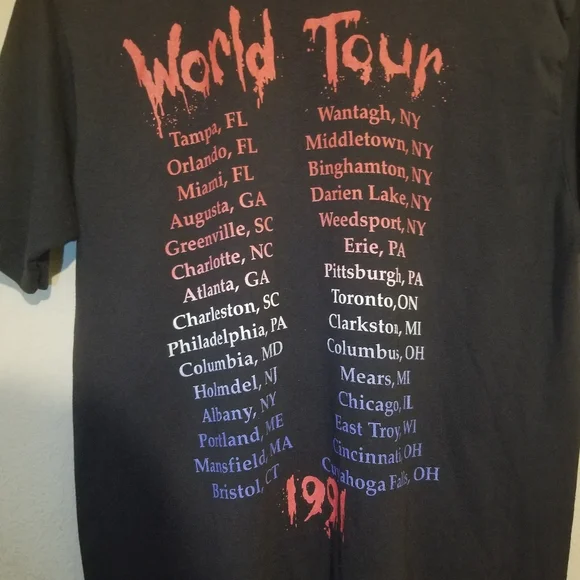 World Tour
Tampa, FL
Orlando, FL
Miami, FL
Augusta, GA
Greenville, SC
Charlotte, NC
Atlanta, GA
Charleston, SC
Philadelphia, PA
Columbia, MD
Holmdel, NJ
Albany, NY
Portland, ME
Mansfield, MA
Bristol, CT
Wantagh, NY
Middletown, NY
Binghamton, NY
Darien Lake, NY
Weedsport, NY
Erie, PA
Pittsburgh, PA
Toronto, ON
Clarkston, MI
Columbus, OH
Mears, MI
Chicago, IL
East Troy, WI
Cincinnati, OH
Cuyahoga Falls, OH
1991